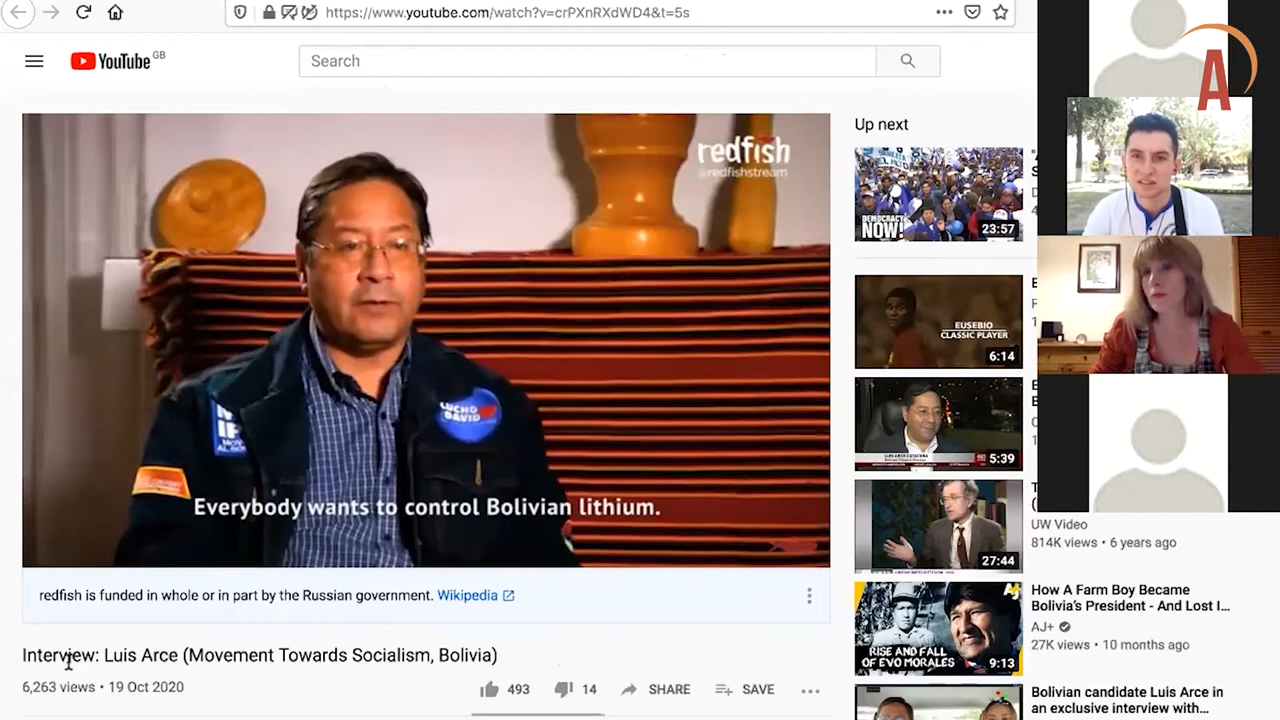 https://www.youtube.com/watch?v=crPXnRXdWD4&t=5s
YouTube GB
Search
redfish
@redfishstream
LUCHO
DAVID
Everybody wants to control Bolivian lithium.
redfish is funded in whole or in part by the Russian government. Wikipedia
Interview: Luis Arce (Movement Towards Socialism, Bolivia)
6,263 views • 19 Oct 2020
493
14
SHARE
SAVE
Up next
DEMOCRACY
NOW!
23:57
EUSEBIO
CLASSIC PLAYER
6:14
LUIS ARCE CATACORA
5:39
27:44
UW Video
814K views • 6 years ago
RISE AND FALL
OF EVO MORALES
9:13
How A Farm Boy Became
Bolivia's President - And Lost I...
AJ+
27K views • 10 months ago
Bolivian candidate Luis Arce in
an exclusive interview with...
A